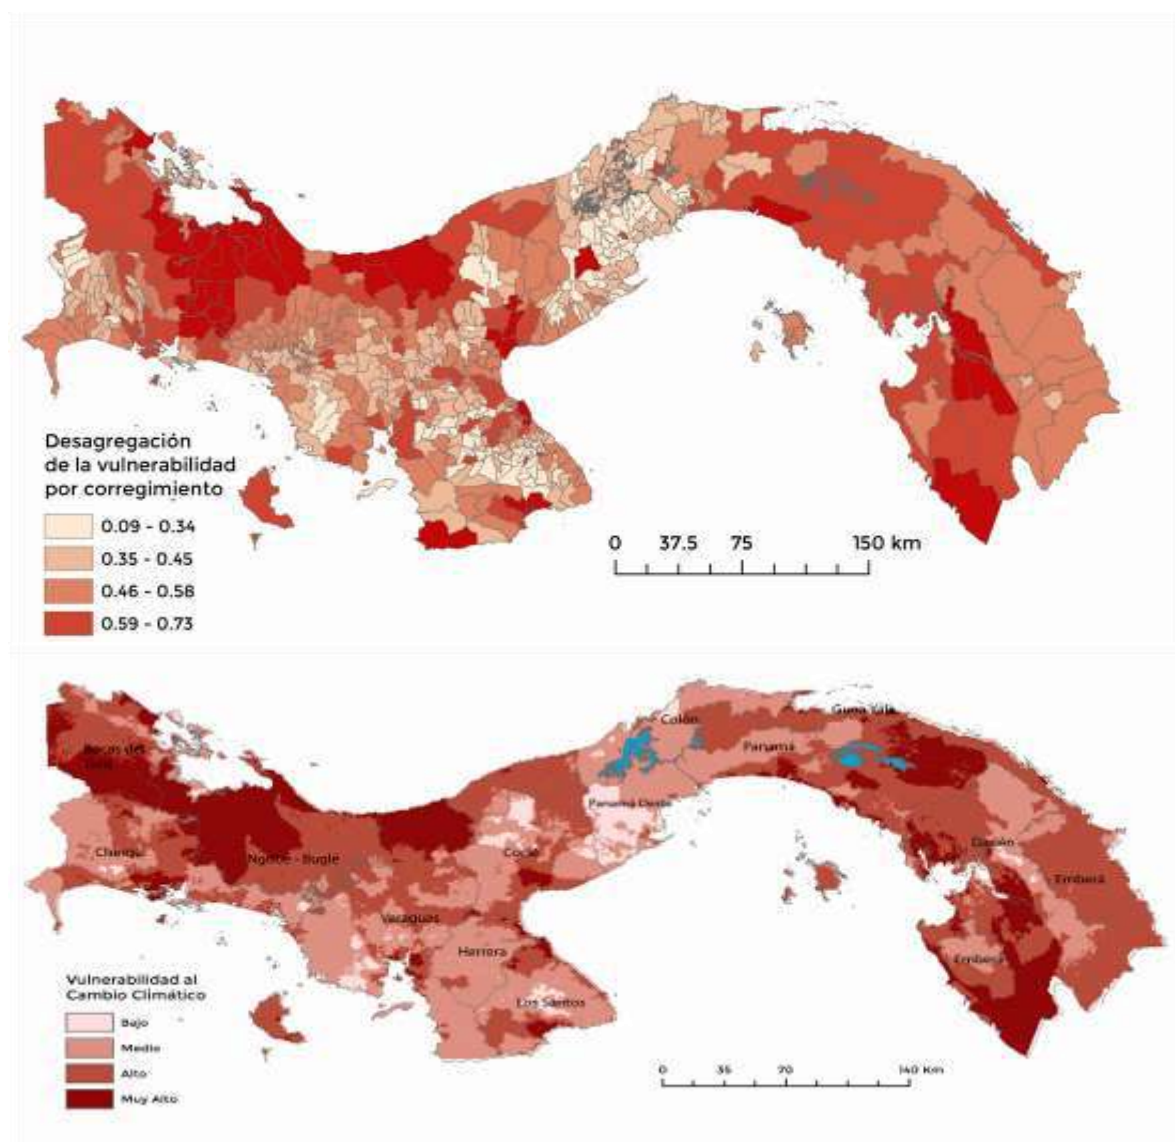 Desagregación
de la vulnerabilidad
por corregimiento
0.09 - 0.34
0.35 - 0.45
0.46 - 0.58
0.59 - 0.73
0 37.5 75 150 km
Guna Yala
Colón
Panamá
Bocas del
Panamá Oeste
Chiriquí
Ngöbe - Buglé
Coclé
Darién
Emberá
Veraguas
Herrera
Emberá
Los Santos
Vulnerabilidad al
Cambio Climático
Bajo
Medio
Alto
Muy Alto
0 35 70 140 Km